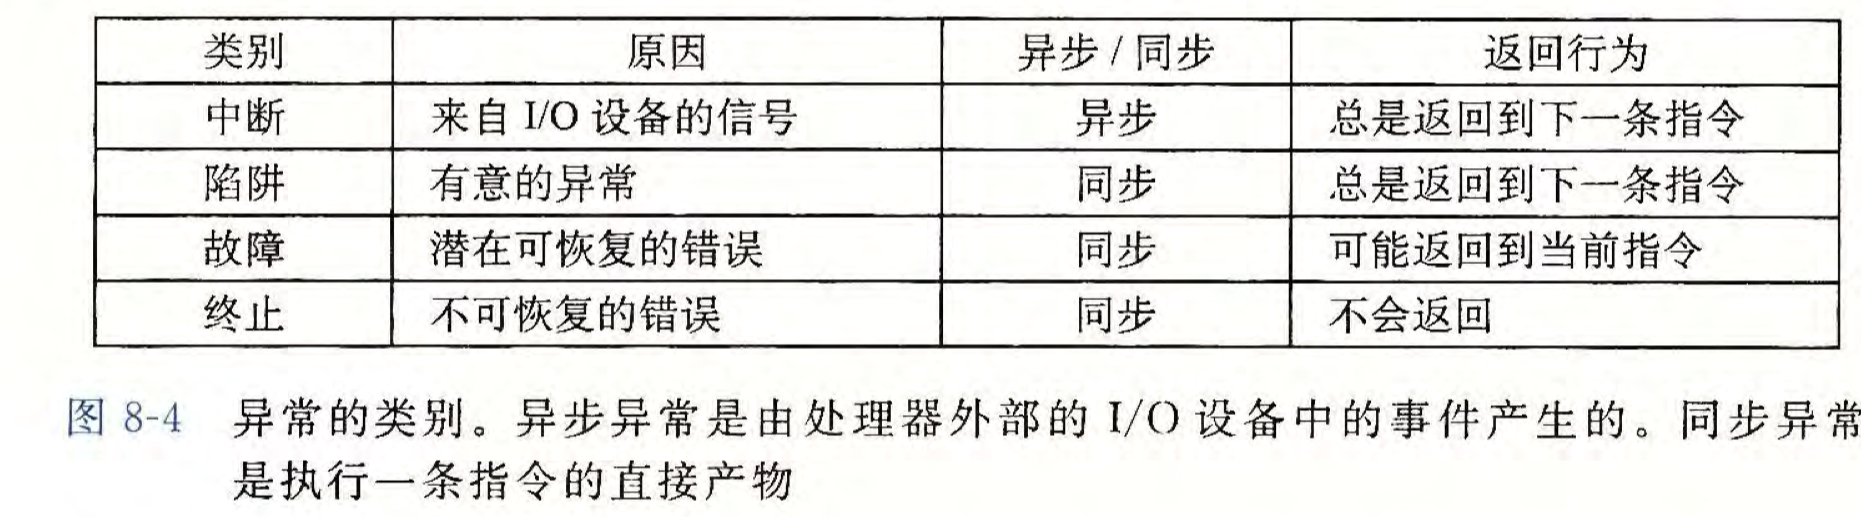 类别 原因 异步 / 同步 返回行为
中断 来自 I/O 设备的信号 异步 总是返回到下一条指令
陷阱 有意的异常 同步 总是返回到下一条指令
故障 潜在可恢复的错误 同步 可能返回到当前指令
终止 不可恢复的错误 同步 不会返回
图 8-4 异常的类别。异步异常是由处理器外部的 I/O 设备中的事件产生的。同步异常
是执行一条指令的直接产物